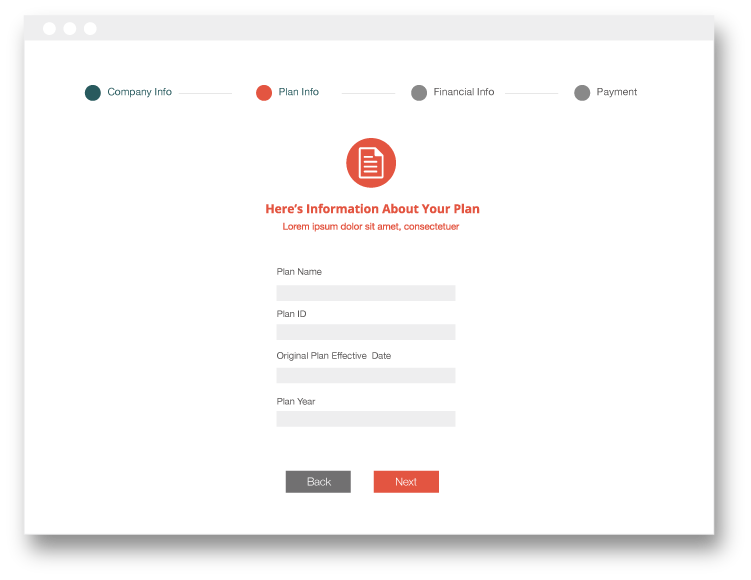 Company Info
Plan Info
Financial Info
Payment
Here’s Information About Your Plan
Lorem ipsum dolor sit amet, consectetuer
Plan Name
Plan ID
Original Plan Effective  Date
Plan Year
Back
Next